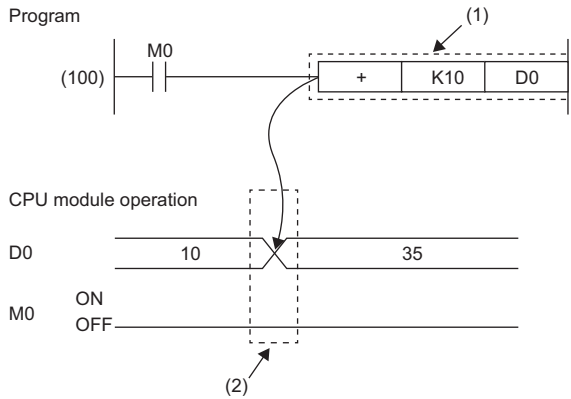 Program
(1)
M0
(100)
+ K10 D0
CPU module operation
D0 10 35
ON
M0
OFF
(2)